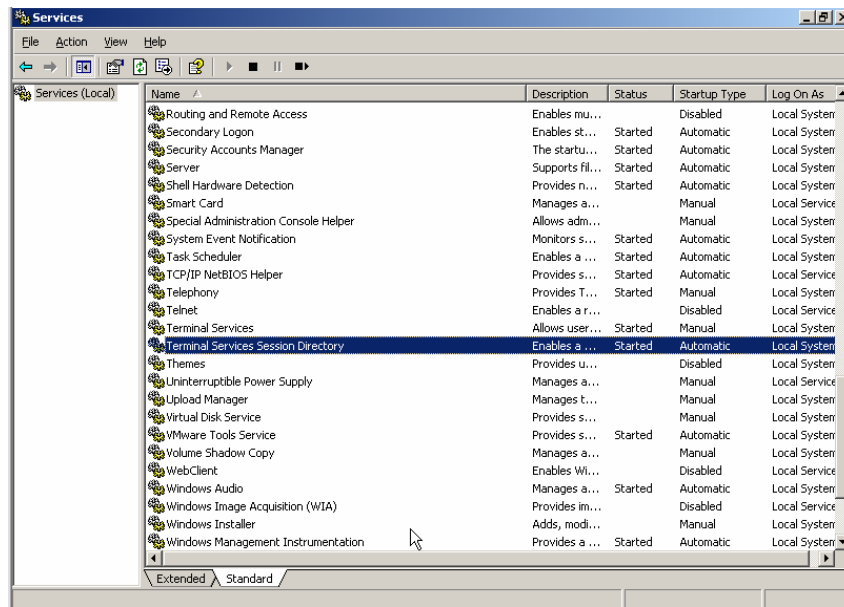 Services
File Action View Help
Services (Local)
Name Description Status Startup Type Log On As
Routing and Remote Access Enables mu... Disabled Local System
Secondary Logon Enables st... Started Automatic Local System
Security Accounts Manager The startu... Started Automatic Local System
Server Supports fil... Started Automatic Local System
Shell Hardware Detection Provides n... Started Automatic Local System
Smart Card Manages a... Manual Local Service
Special Administration Console Helper Allows adm... Manual Local System
System Event Notification Monitors s... Started Automatic Local System
Task Scheduler Enables a ... Started Automatic Local System
TCP/IP NetBIOS Helper Provides s... Started Automatic Local Service
Telephony Provides T... Started Manual Local System
Telnet Enables a r... Disabled Local Service
Terminal Services Allows user... Started Manual Local System
Terminal Services Session Directory Enables a ... Started Automatic Local System
Themes Provides u... Disabled Local System
Uninterruptible Power Supply Manages a... Manual Local Service
Upload Manager Manages t... Manual Local System
Virtual Disk Service Provides s... Manual Local System
VMware Tools Service Provides s... Started Automatic Local System
Volume Shadow Copy Manages a... Manual Local System
WebClient Enables Wi... Disabled Local Service
Windows Audio Manages a... Started Automatic Local System
Windows Image Acquisition (WIA) Provides im... Disabled Local Service
Windows Installer Adds, modi... Manual Local System
Windows Management Instrumentation Provides a ... Started Automatic Local System
Extended Standard